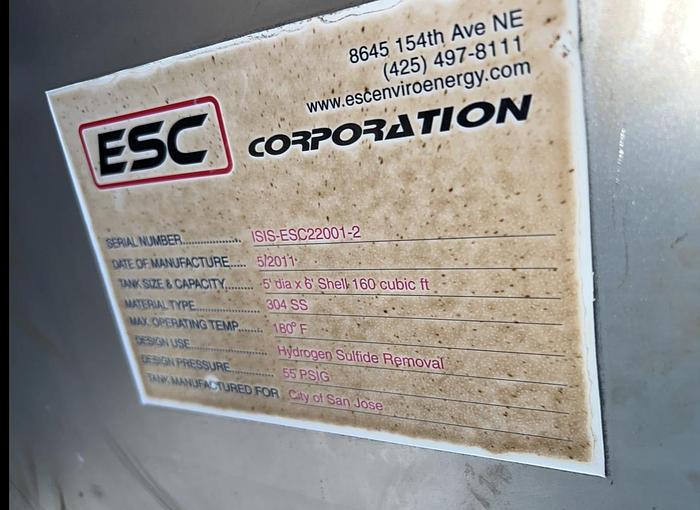 8645 154th Ave NE
(425) 497-8111
www.escenviroenergy.com
ESC CORPORATION
SERIAL NUMBER.................. ISIS-ESC22001-2
DATE OF MANUFACTURE..... 5/2011
TANK SIZE & CAPACITY........ 5' dia x 6' Shell 160 cubic ft
MATERIAL TYPE................... 304 SS
MAX. OPERATING TEMP....... 180° F
DESIGN USE........................ Hydrogen Sulfide Removal
DESIGN PRESSURE............ 55 PSIG
TANK MANUFACTURED FOR City of San Jose